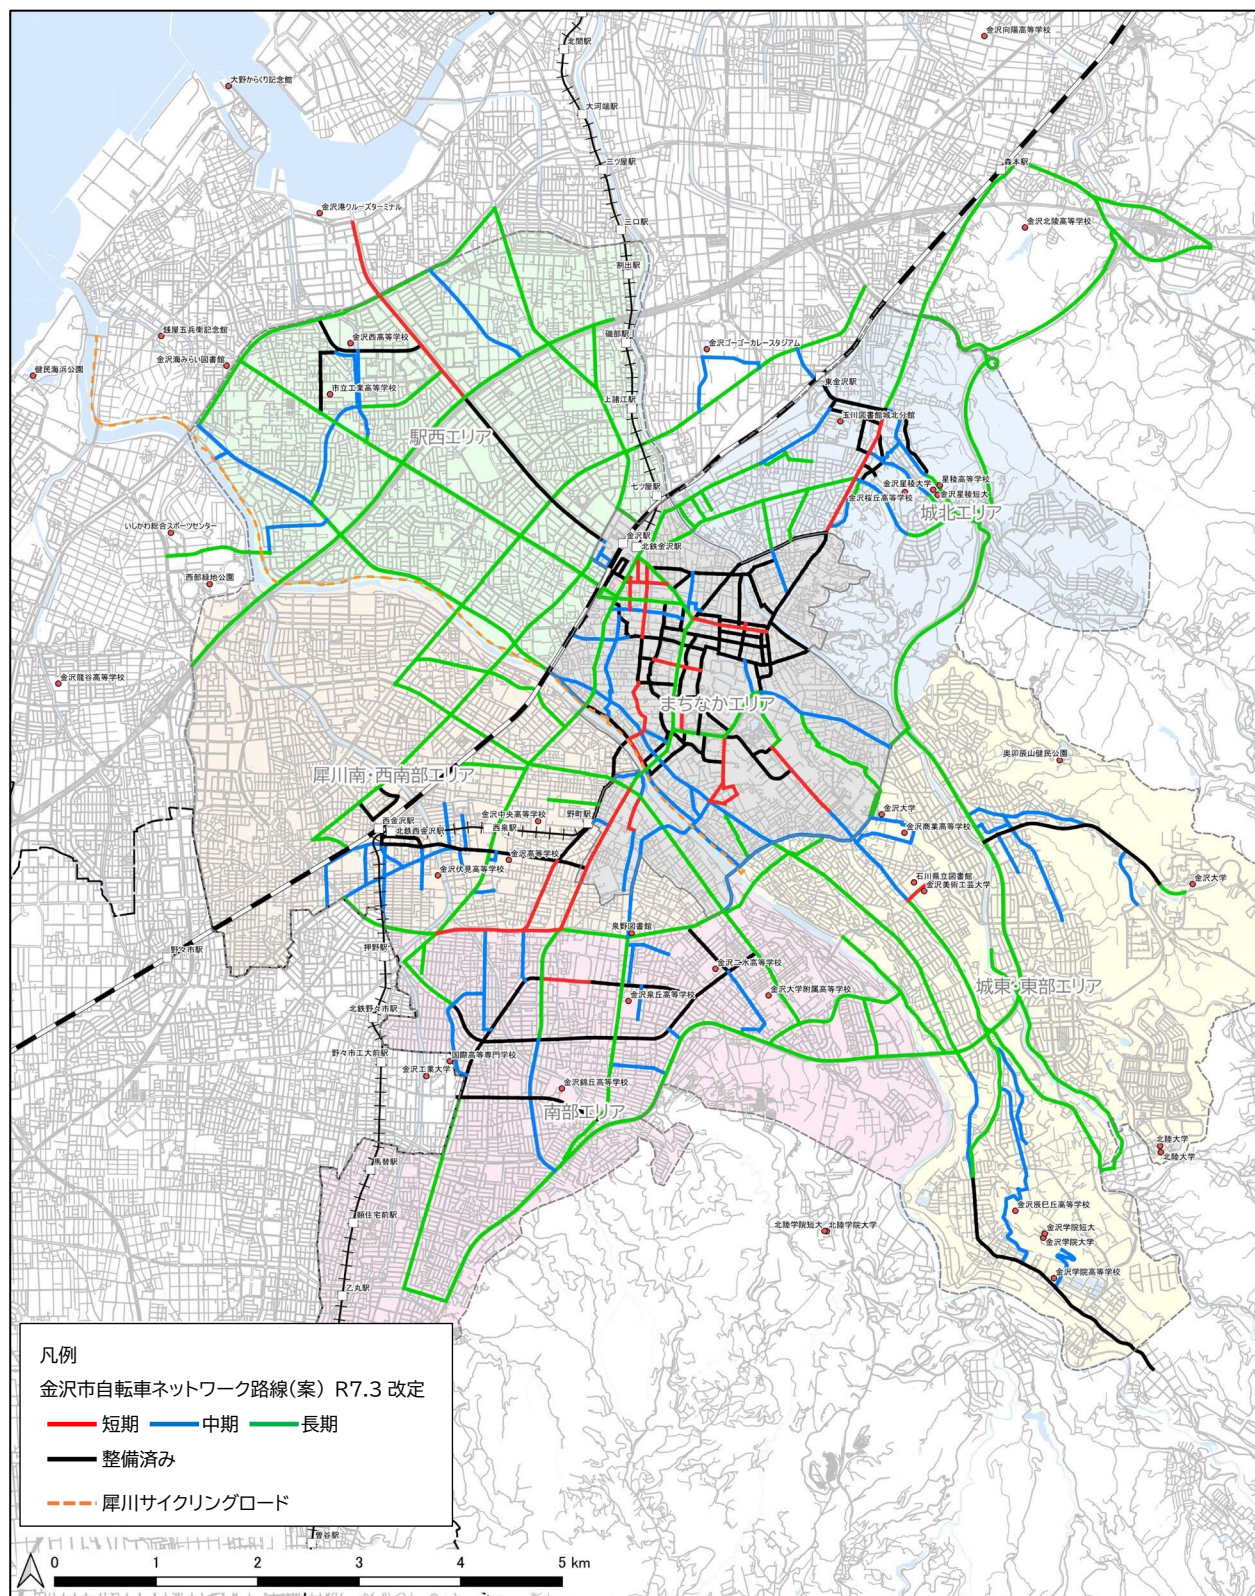 北間駅
金沢向陽高等学校
大野からくり記念館
大河端駅
三ツ屋駅
森本駅
金沢港クルーズターミナル
三口駅
金沢北陵高等学校
割出駅
銭屋五兵衛記念館
金沢西高等学校
磯部駅
金沢ゴーゴーカレースタジアム
金沢海みらい図書館
健民海浜公園
市立工業高等学校
東金沢駅
上諸江駅
玉川図書館城北分館
駅西エリア
七ツ屋駅
金沢星稜大学
星稜高等学校
金沢桜丘高等学校
金沢星稜短大
城北エリア
いしかわ総合スポーツセンター
金沢駅
北鉄金沢駅
西部緑地公園
金沢龍谷高等学校
まちなかエリア
奥卯辰山健民公園
犀川南・西南部エリア
西金沢駅
北鉄西金沢駅
金沢中央高等学校
西泉駅
野町駅
金沢大学
金沢商業高等学校
金沢高等学校
金沢伏見高等学校
石川県立図書館
金沢美術工芸大学
金沢大学
泉野図書館
押野駅
野々市駅
金沢二水高等学校
金沢泉丘高等学校
金沢大学附属高等学校
城東・東部エリア
北鉄野々市駅
野々市工大前駅
国際高等専門学校
金沢工業大学
金沢錦丘高等学校
南部エリア
北陸大学
北陸大学
馬替駅
額住宅前駅
金沢辰巳丘高等学校
北陸学院短大
北陸学院大学
金沢学院短大
金沢学院大学
金沢学院高等学校
乙丸駅
凡例
金沢市自転車ネットワーク路線(案) R7.3 改定
短期 中期 長期
整備済み
犀川サイクリングロード
曽谷駅
0 1 2 3 4 5 km